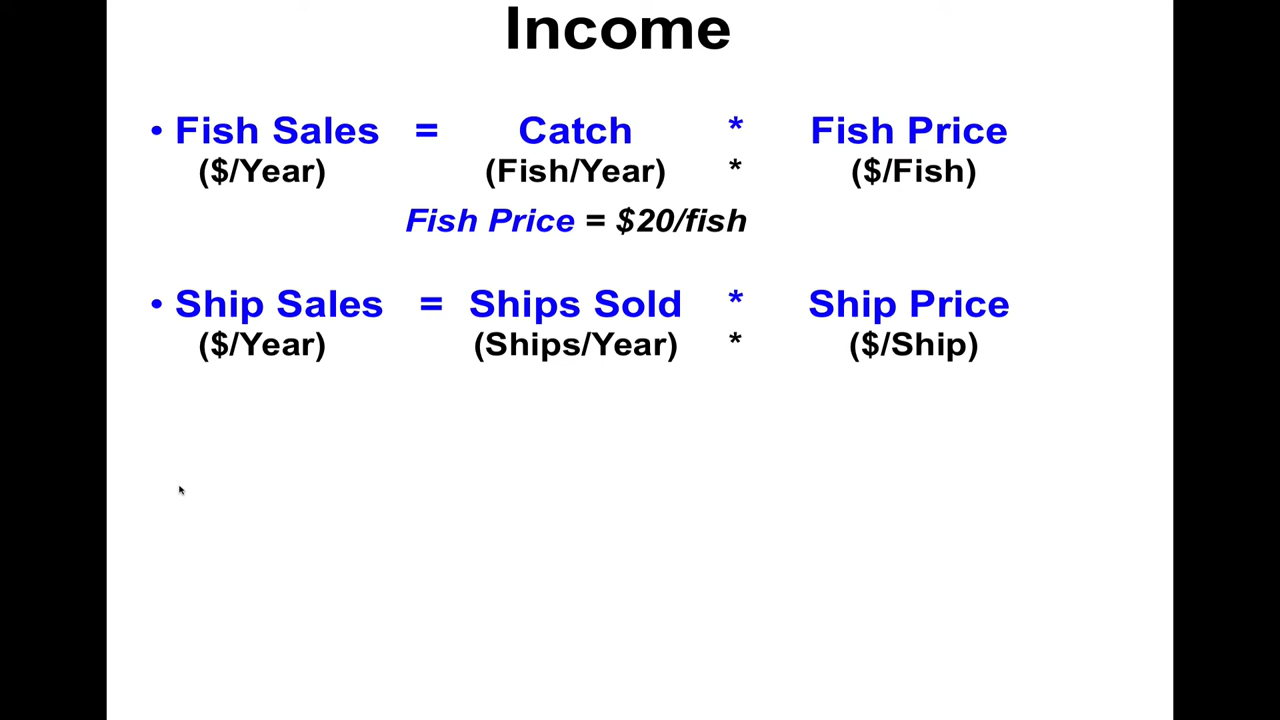 Income
• Fish Sales = Catch * Fish Price
($/Year) (Fish/Year) * ($/Fish)
Fish Price = $20/fish
• Ship Sales = Ships Sold * Ship Price
($/Year) (Ships/Year) * ($/Ship)